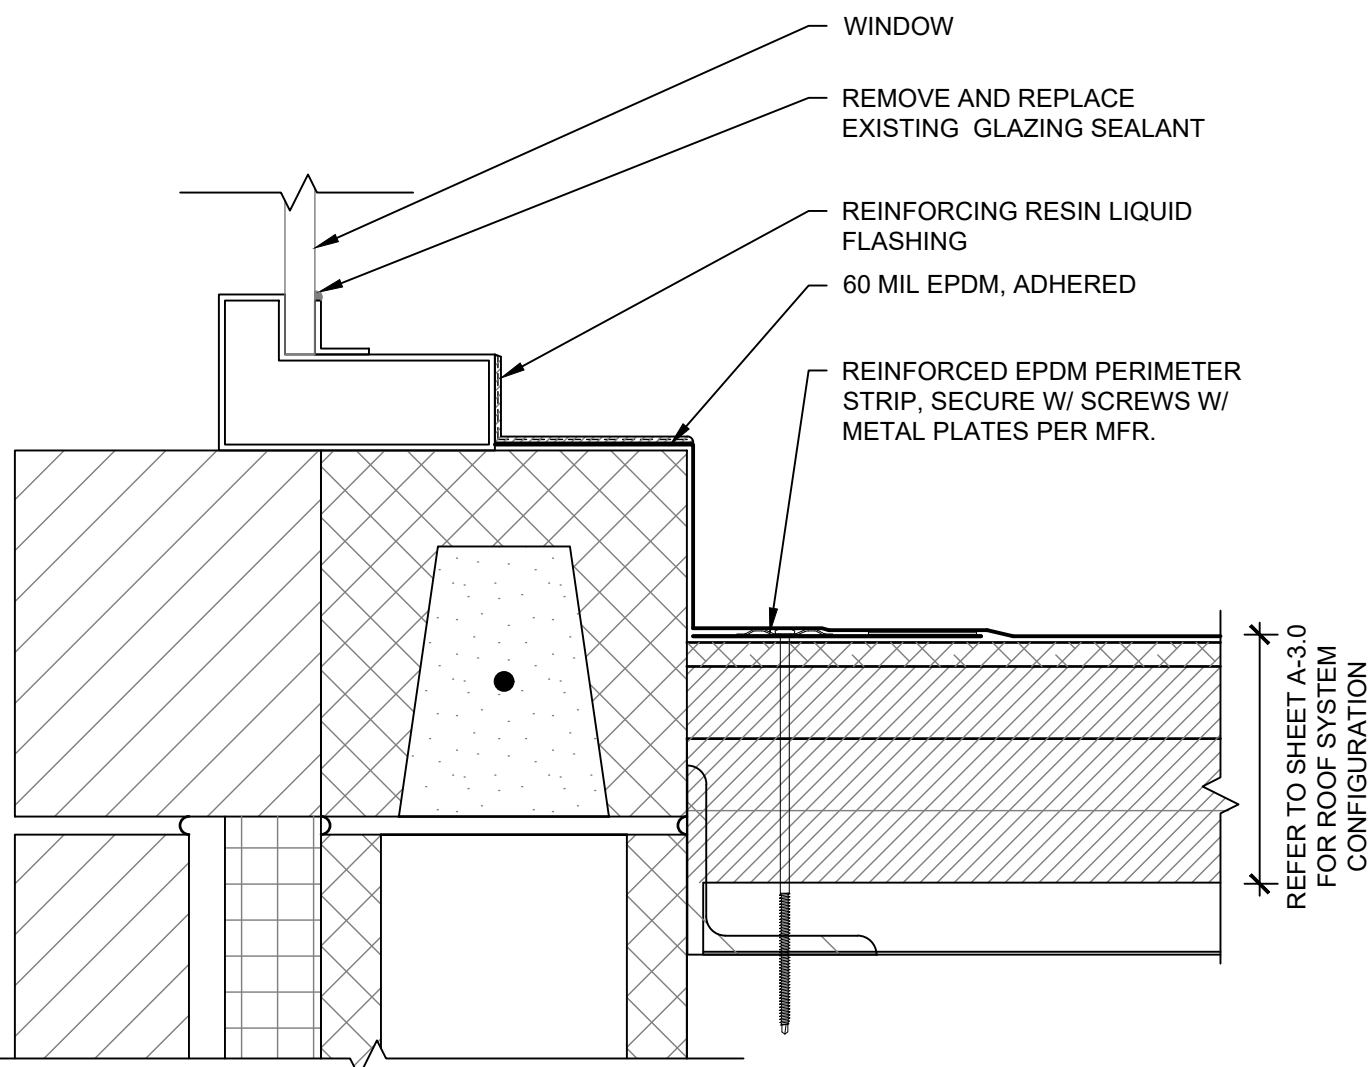 WINDOW
REMOVE AND REPLACE
EXISTING  GLAZING SEALANT
REINFORCING RESIN LIQUID
FLASHING
60 MIL EPDM, ADHERED
REINFORCED EPDM PERIMETER
STRIP, SECURE W/ SCREWS W/
METAL PLATES PER MFR.
REFER TO SHEET A-3.0
FOR ROOF SYSTEM
CONFIGURATION